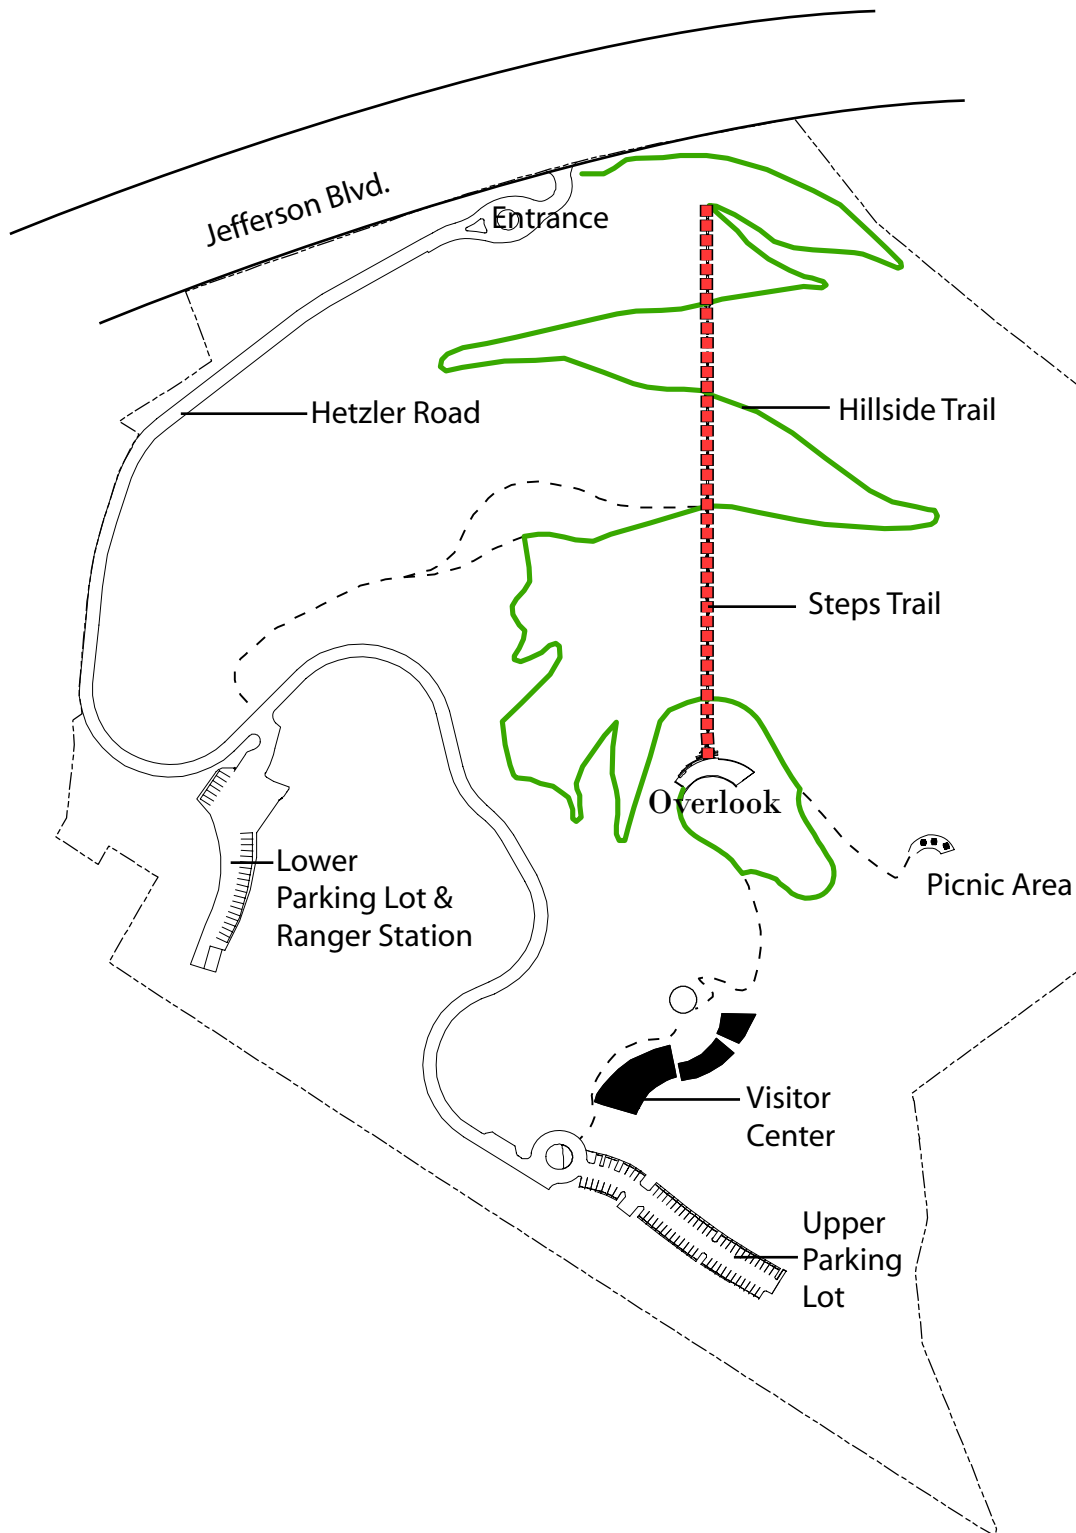 Jefferson Blvd.
Entrance
Hetzler Road
Hillside Trail
Steps Trail
Overlook
Lower
Parking Lot &
Ranger Station
Picnic Area
Visitor
Center
Upper
Parking
Lot